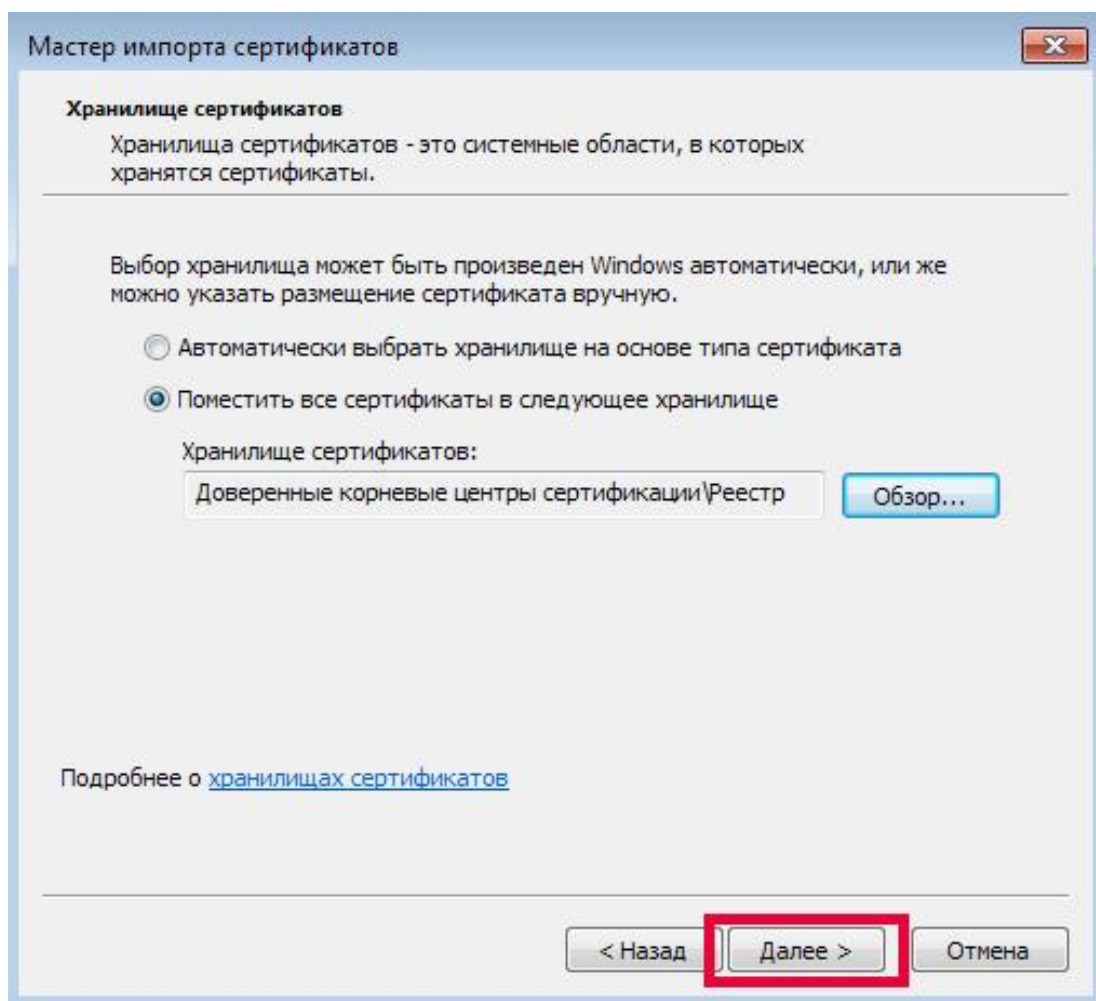 Мастер импорта сертификатов
Хранилище сертификатов
Хранилища сертификатов - это системные области, в которых
хранятся сертификаты.
Выбор хранилища может быть произведен Windows автоматически, или же
можно указать размещение сертификата вручную.
Автоматически выбрать хранилище на основе типа сертификата
Поместить все сертификаты в следующее хранилище
Хранилище сертификатов:
Доверенные корневые центры сертификации\Реестр
Обзор...
Подробнее о хранилищах сертификатов
< Назад
Далее >
Отмена